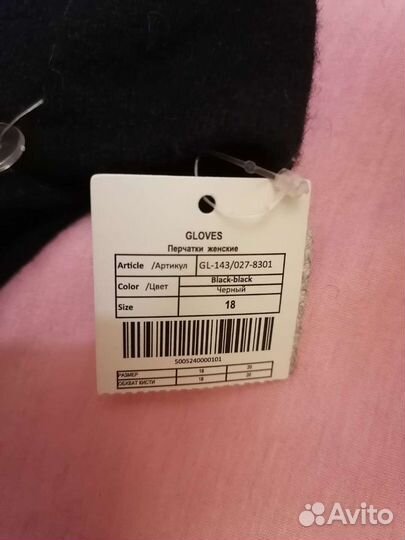 GLOVES
Перчатки женские
Article /Артикул GL-143/027-8301
Color /Цвет Black-black
Черный
Size 18
5005240000101
РАЗМЕР 18 20
ОБХВАТ КИСТИ 18 20
Avito